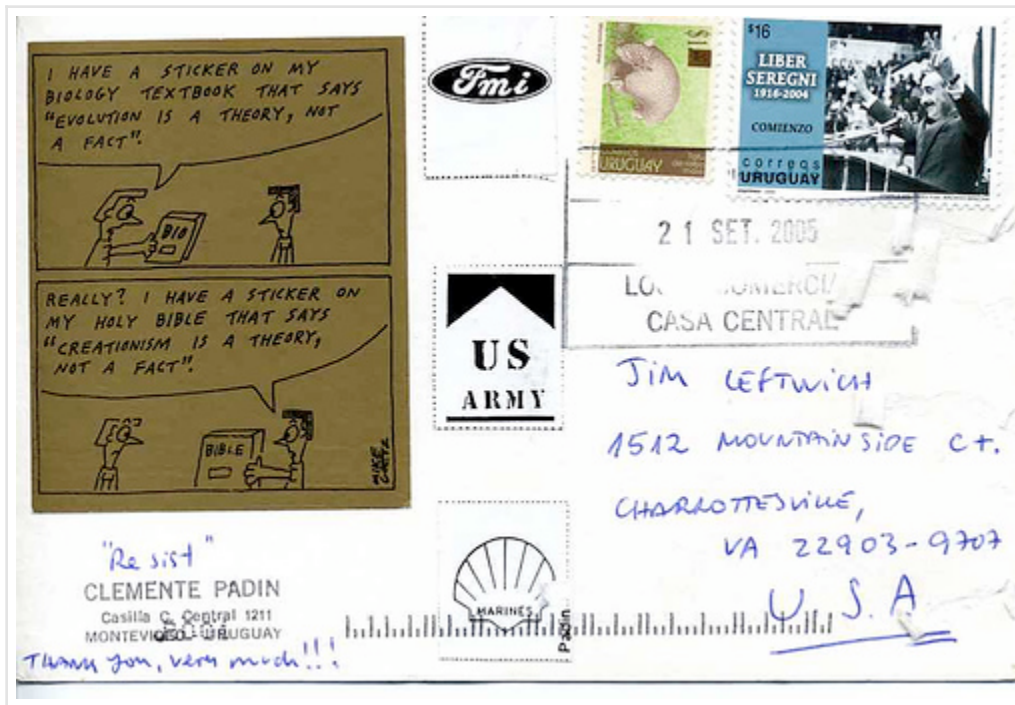 I HAVE A STICKER ON MY
BIOLOGY TEXTBOOK THAT SAYS
"EVOLUTION IS A THEORY, NOT
A FACT".
BIO
REALLY? I HAVE A STICKER ON
MY HOLY BIBLE THAT SAYS
"CREATIONISM IS A THEORY,
NOT A FACT".
BIBLE
"Resist"
CLEMENTE PADIN
Casilla C. Central 1211
MONTEVIDEO - URUGUAY
THANK you, very much!!!
Fmi
US
ARMY
MARINES
Padin
URUGUAY
$16
LIBER
SEREGNI
1916-2004
COMIENZO
correos
URUGUAY
21 SET. 2005
CASA CENTRAL
JIM LEFTWICH
1512 MOUNTAINSIDE CT.
CHARROTTESVILLE,
VA 22903-9707
U.S.A